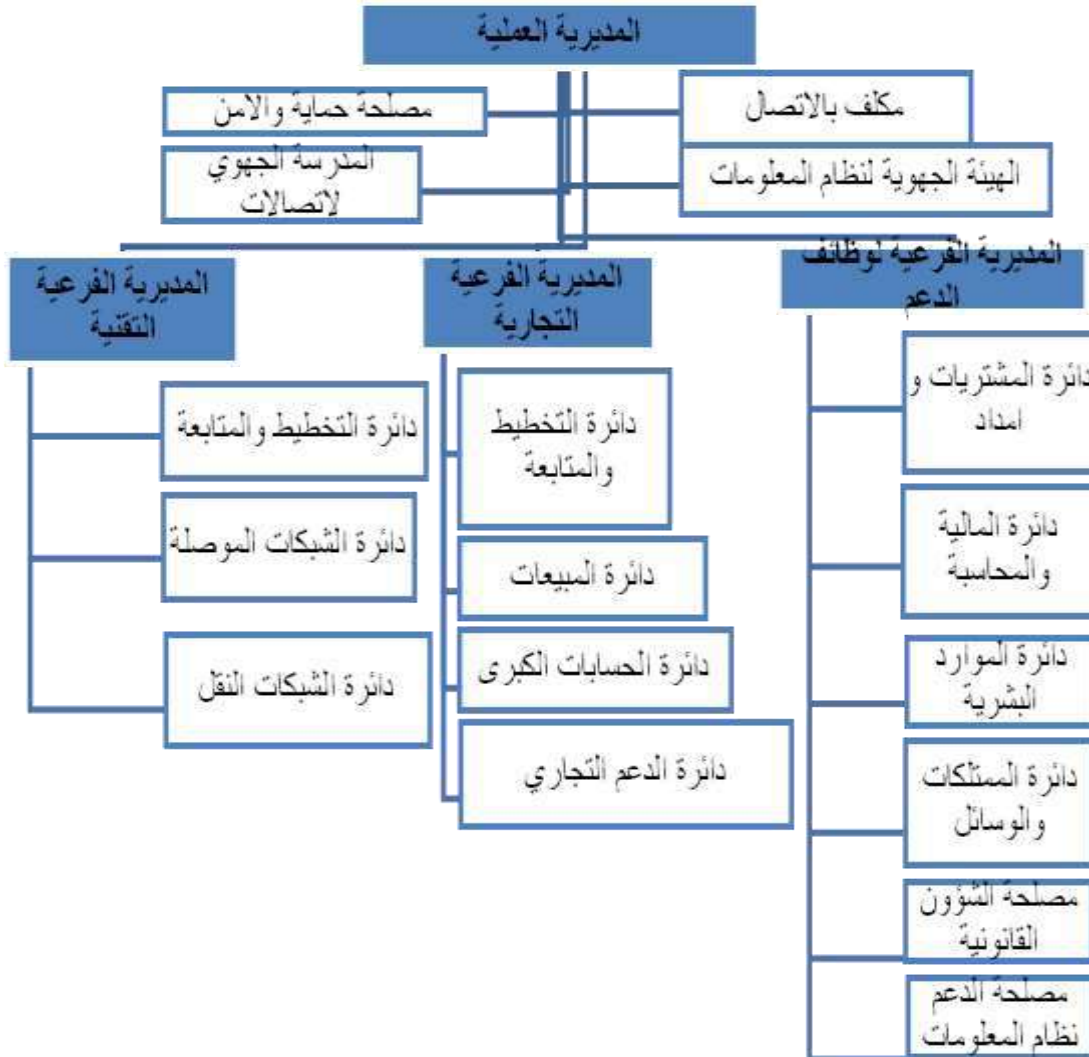 المديرية العملية
مكلف بالاتصال
مصلحة حماية والامن
الهيئة الجهوية لنظام المعلومات
المدرسة الجهوي
لاتصالات
المديرية الفرعية لوظائف
الدعم
المديرية الفرعية
التجارية
المديرية الفرعية
التقنية
دائرة المشتريات و
امداد
دائرة المالية
والمحاسبة
دائرة الموارد
البشرية
دائرة الممتلكات
والوسائل
مصلحة الشؤون
القانونية
مصلحة الدعم
نظام المعلومات
دائرة التخطيط
والمتابعة
دائرة المبيعات
دائرة الحسابات الكبرى
دائرة الدعم التجاري
دائرة التخطيط والمتابعة
دائرة الشبكات الموصلة
دائرة الشبكات النقل